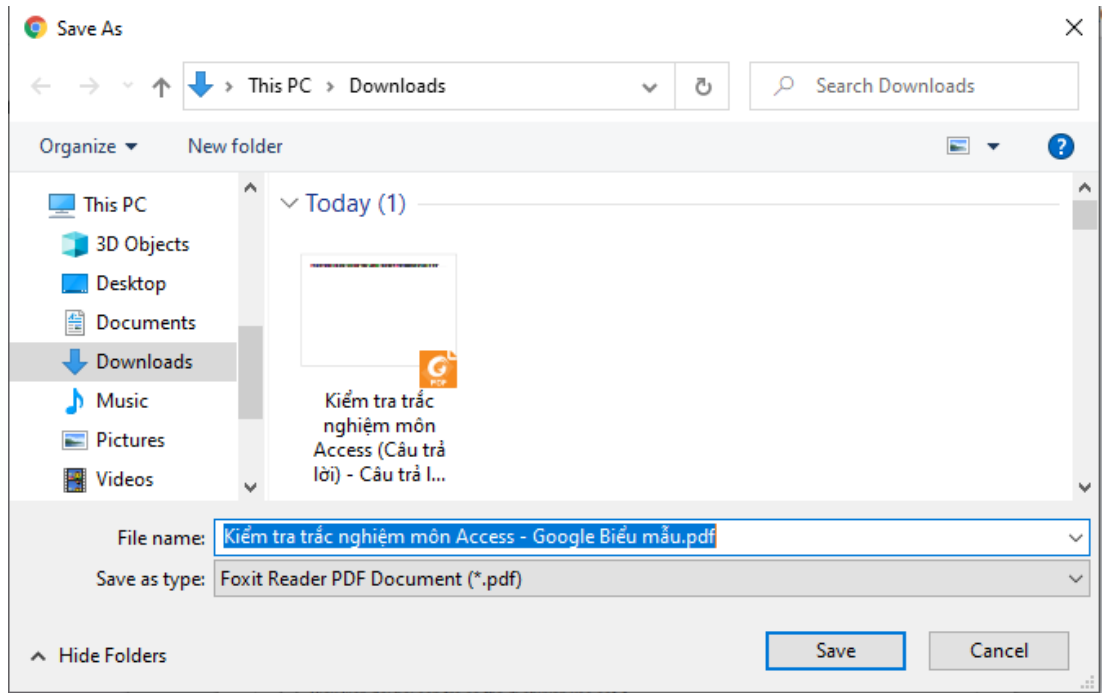 Save As
This PC > Downloads
Search Downloads
Organize
New folder
This PC
3D Objects
Desktop
Documents
Downloads
Music
Pictures
Videos
Today (1)
PDF
Kiểm tra trắc
nghiệm môn
Access (Câu trả
lời) - Câu trả l...
File name: Kiểm tra trắc nghiệm môn Access - Google Biểu mẫu.pdf
Save as type: Foxit Reader PDF Document (*.pdf)
Hide Folders
Save
Cancel